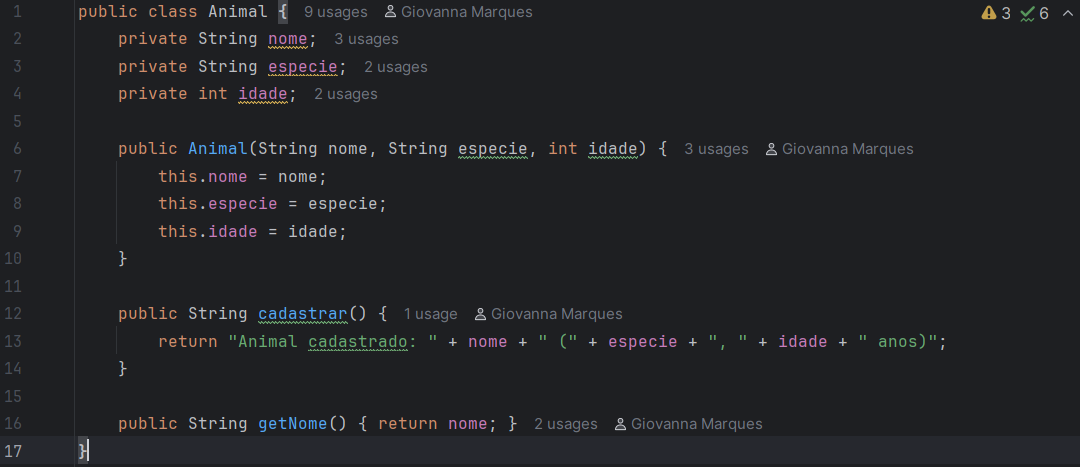 1 public class Animal { 9 usages Giovanna Marques 3 6
2 private String nome; 3 usages
3 private String especie; 2 usages
4 private int idade; 2 usages
5
6 public Animal(String nome, String especie, int idade) { 3 usages Giovanna Marques
7 this.nome = nome;
8 this.especie = especie;
9 this.idade = idade;
10 }
11
12 public String cadastrar() { 1 usage Giovanna Marques
13 return "Animal cadastrado: " + nome + " (" + especie + ", " + idade + " anos)";
14 }
15
16 public String getNome() { return nome; } 2 usages Giovanna Marques
17 }